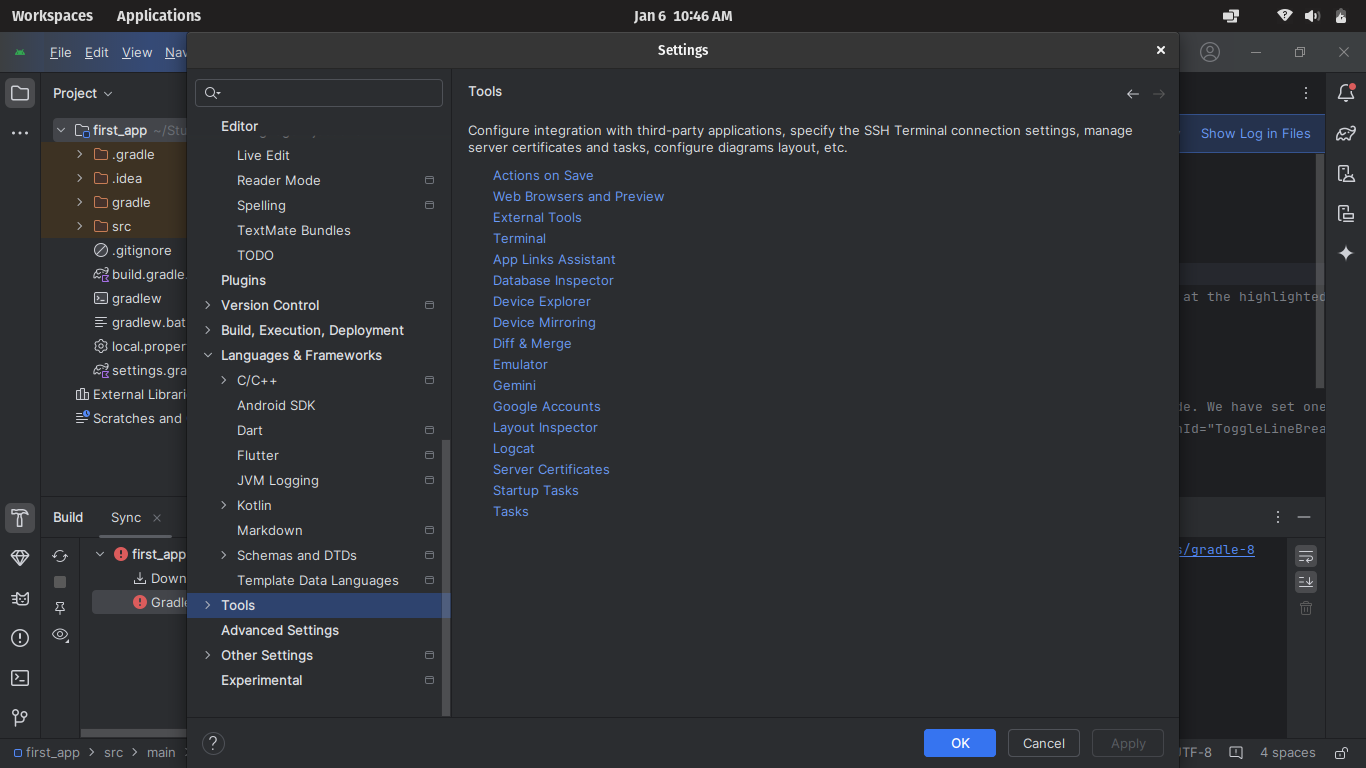 Workspaces Applications Jan 6 10:46 AM
File Edit View Nav
Settings
Project
first_app ~/Stu
.gradle
.idea
gradle
src
.gitignore
build.gradle.
gradlew
gradlew.bat
local.proper
settings.gra
External Librari
Scratches and
Editor
Live Edit
Reader Mode
Spelling
TextMate Bundles
TODO
Plugins
Version Control
Build, Execution, Deployment
Languages & Frameworks
C/C++
Android SDK
Dart
Flutter
JVM Logging
Kotlin
Markdown
Schemas and DTDs
Template Data Languages
Tools
Advanced Settings
Other Settings
Experimental
Tools
Configure integration with third-party applications, specify the SSH Terminal connection settings, manage
server certificates and tasks, configure diagrams layout, etc.
Actions on Save
Web Browsers and Preview
External Tools
Terminal
App Links Assistant
Database Inspector
Device Explorer
Device Mirroring
Diff & Merge
Emulator
Gemini
Google Accounts
Layout Inspector
Logcat
Server Certificates
Startup Tasks
Tasks
Show Log in Files
at the highlighted
de. We have set one
nId="ToggleLineBrea
s/gradle-8
Build Sync
first_app
Down
Gradle
? OK Cancel Apply
first_app > src > main
UTF-8 4 spaces